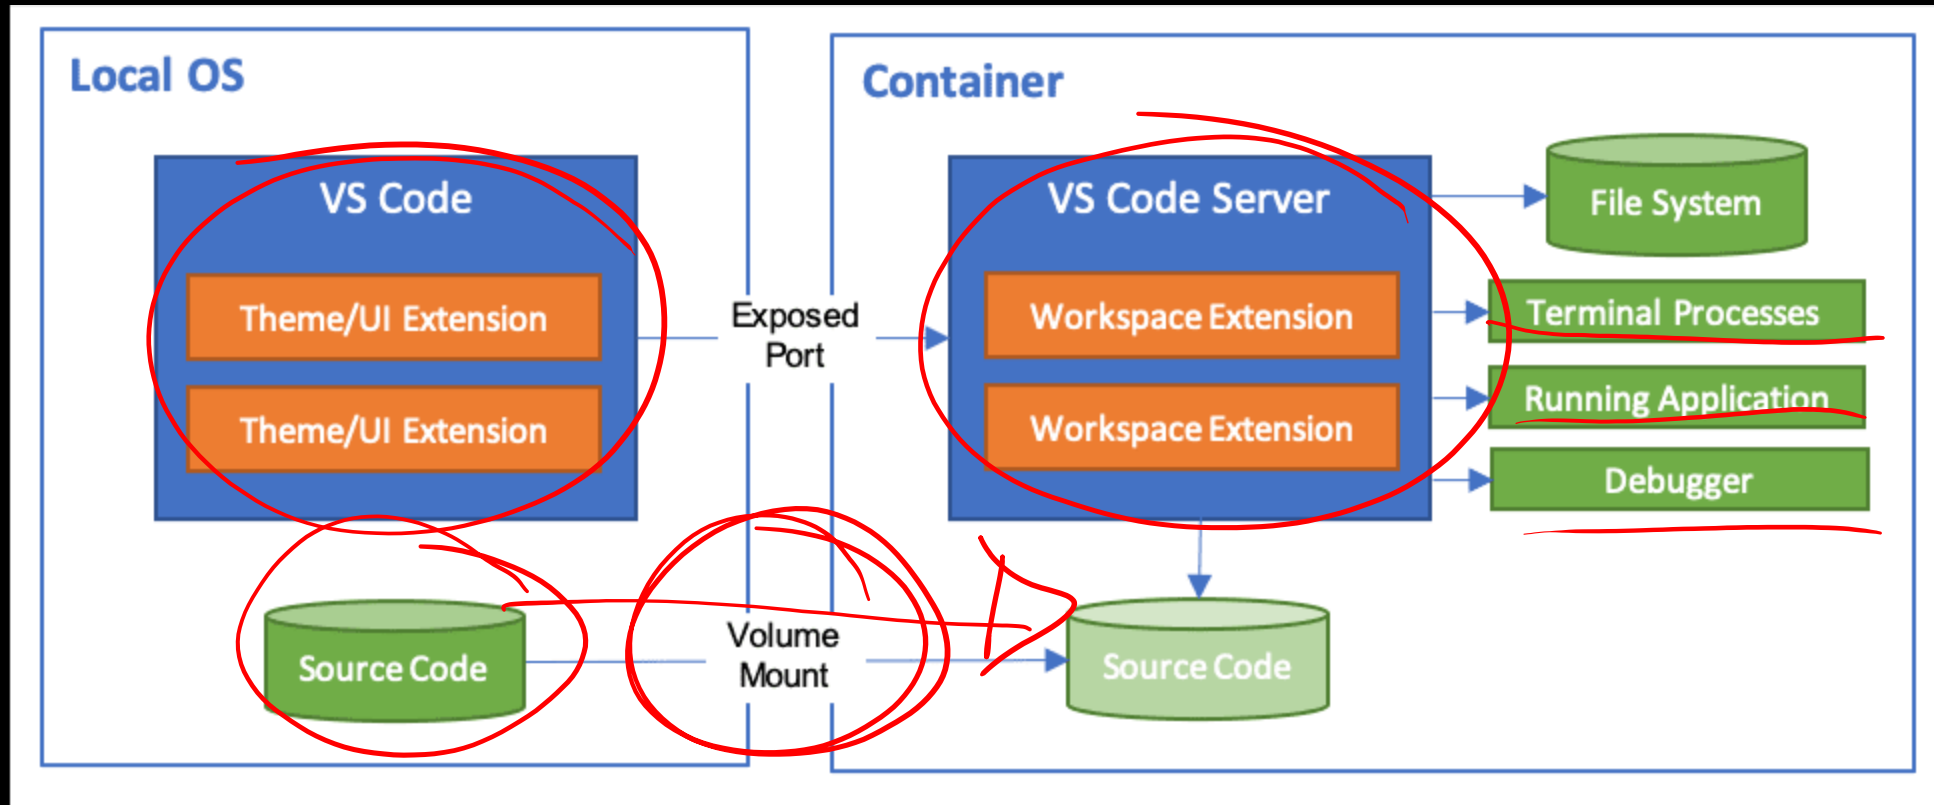 Local OS
Container
VS Code
Theme/UI Extension
Theme/UI Extension
Exposed
Port
VS Code Server
Workspace Extension
Workspace Extension
File System
Terminal Processes
Running Application
Debugger
Source Code
Volume
Mount
Source Code